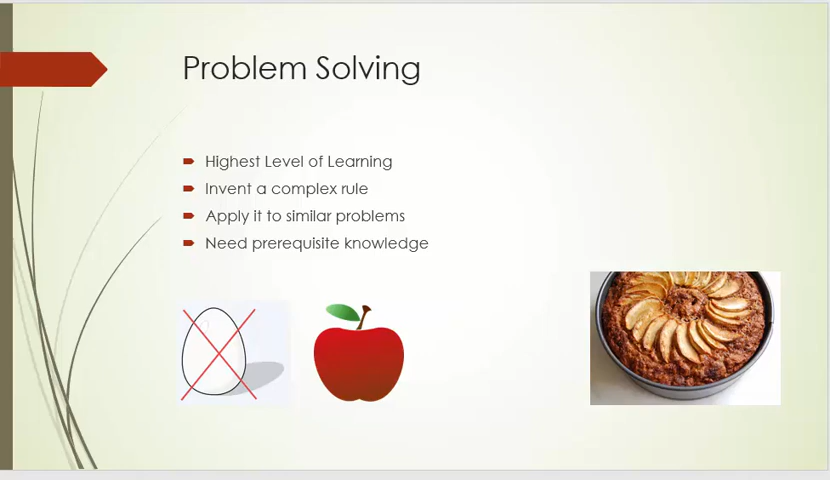 Problem Solving
Highest Level of Learning
Invent a complex rule
Apply it to similar problems
Need prerequisite knowledge